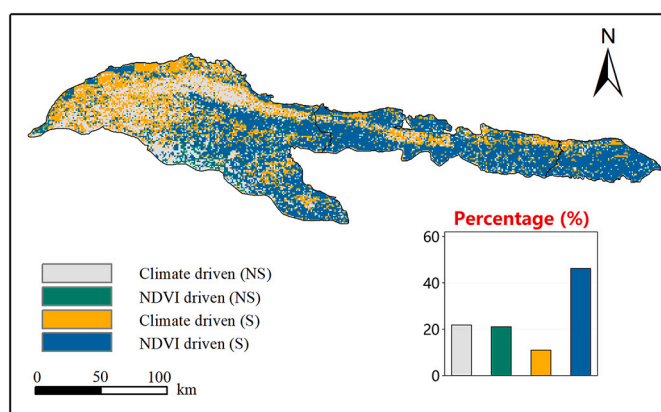 N
Percentage (%)
60
40
20
0
Climate driven (NS)
NDVI driven (NS)
Climate driven (S)
NDVI driven (S)
0 50 100
km